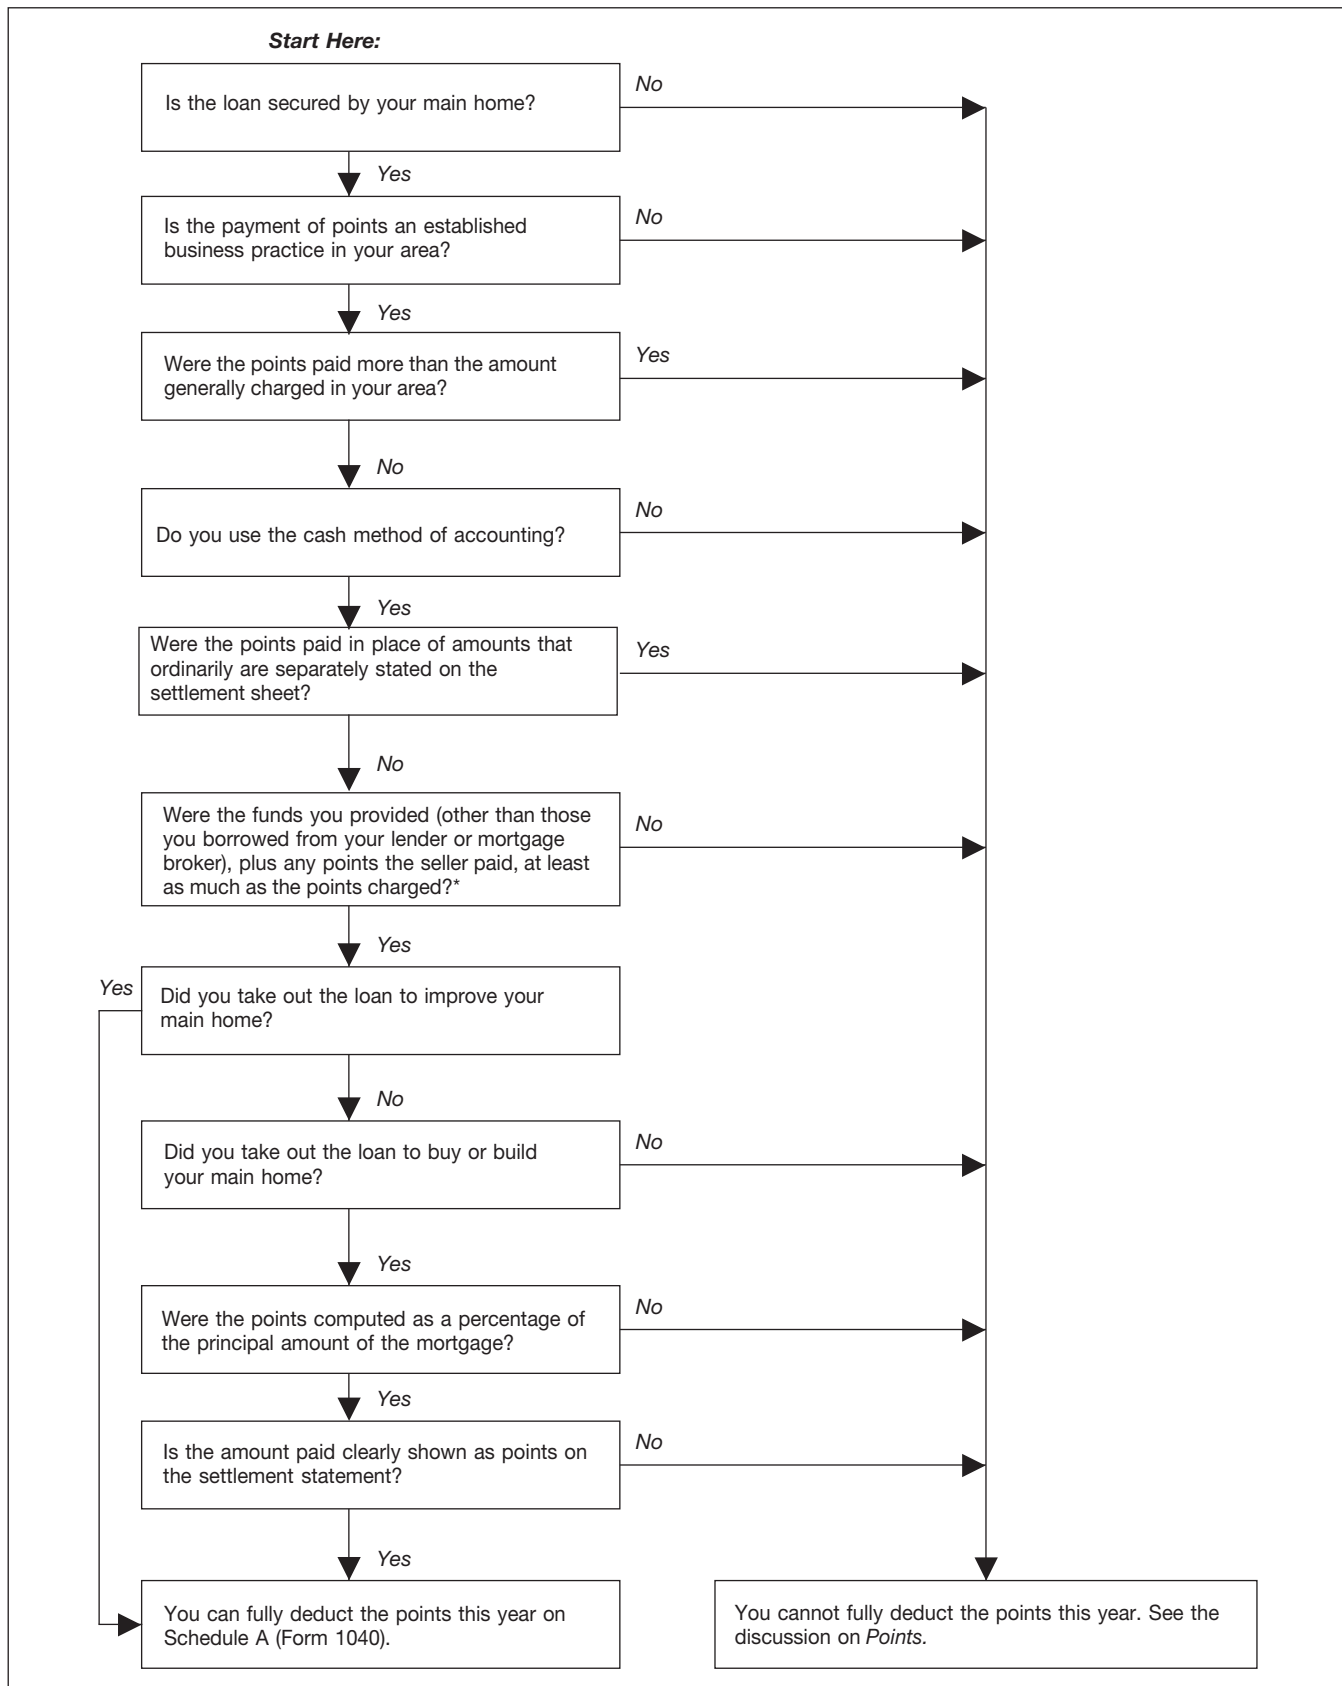 Start Here:
Is the loan secured by your main home?
No
Yes
Is the payment of points an established
business practice in your area?
No
Yes
Were the points paid more than the amount
generally charged in your area?
Yes
No
Do you use the cash method of accounting?
No
Yes
Were the points paid in place of amounts that
ordinarily are separately stated on the
settlement sheet?
Yes
No
Were the funds you provided (other than those
you borrowed from your lender or mortgage
broker), plus any points the seller paid, at least
as much as the points charged?*
No
Yes
Yes
Did you take out the loan to improve your
main home?
No
Did you take out the loan to buy or build
your main home?
No
Yes
Were the points computed as a percentage of
the principal amount of the mortgage?
No
Yes
Is the amount paid clearly shown as points on
the settlement statement?
No
Yes
You can fully deduct the points this year on
Schedule A (Form 1040).
You cannot fully deduct the points this year. See the
discussion on Points.